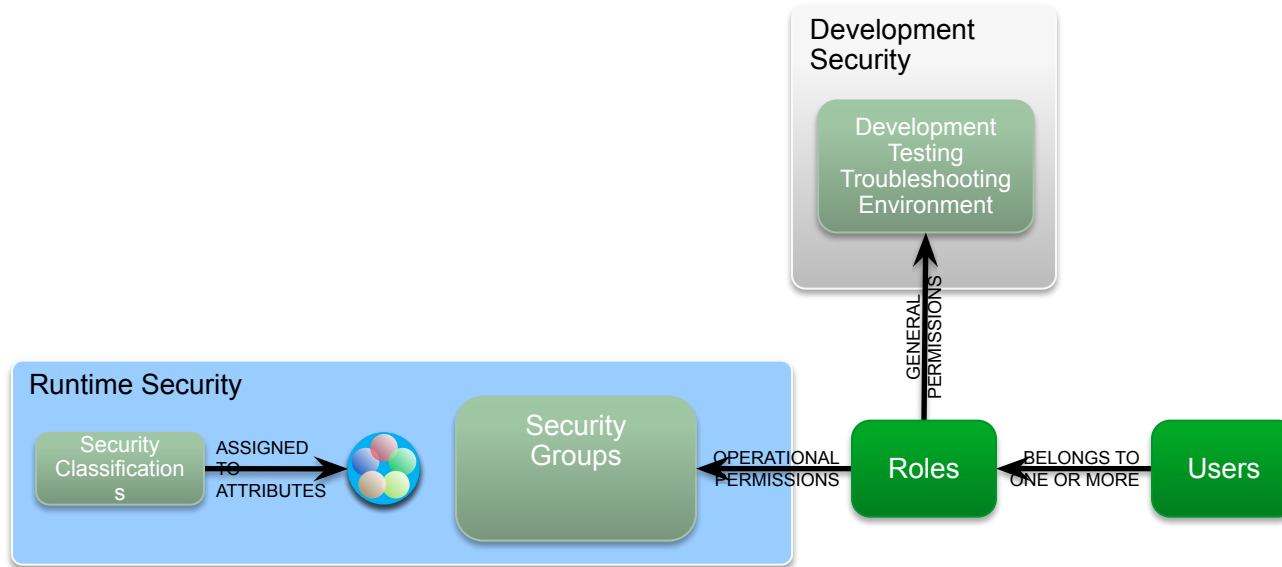 Development
Security
Development
Testing
Troubleshooting
Environment
GENERAL
PERMISSIONS
Runtime Security
Security
Classification
s
ASSIGNED
TO
ATTRIBUTES
Security
Groups
OPERATIONAL
PERMISSIONS
Roles
BELONGS TO
ONE OR MORE
Users